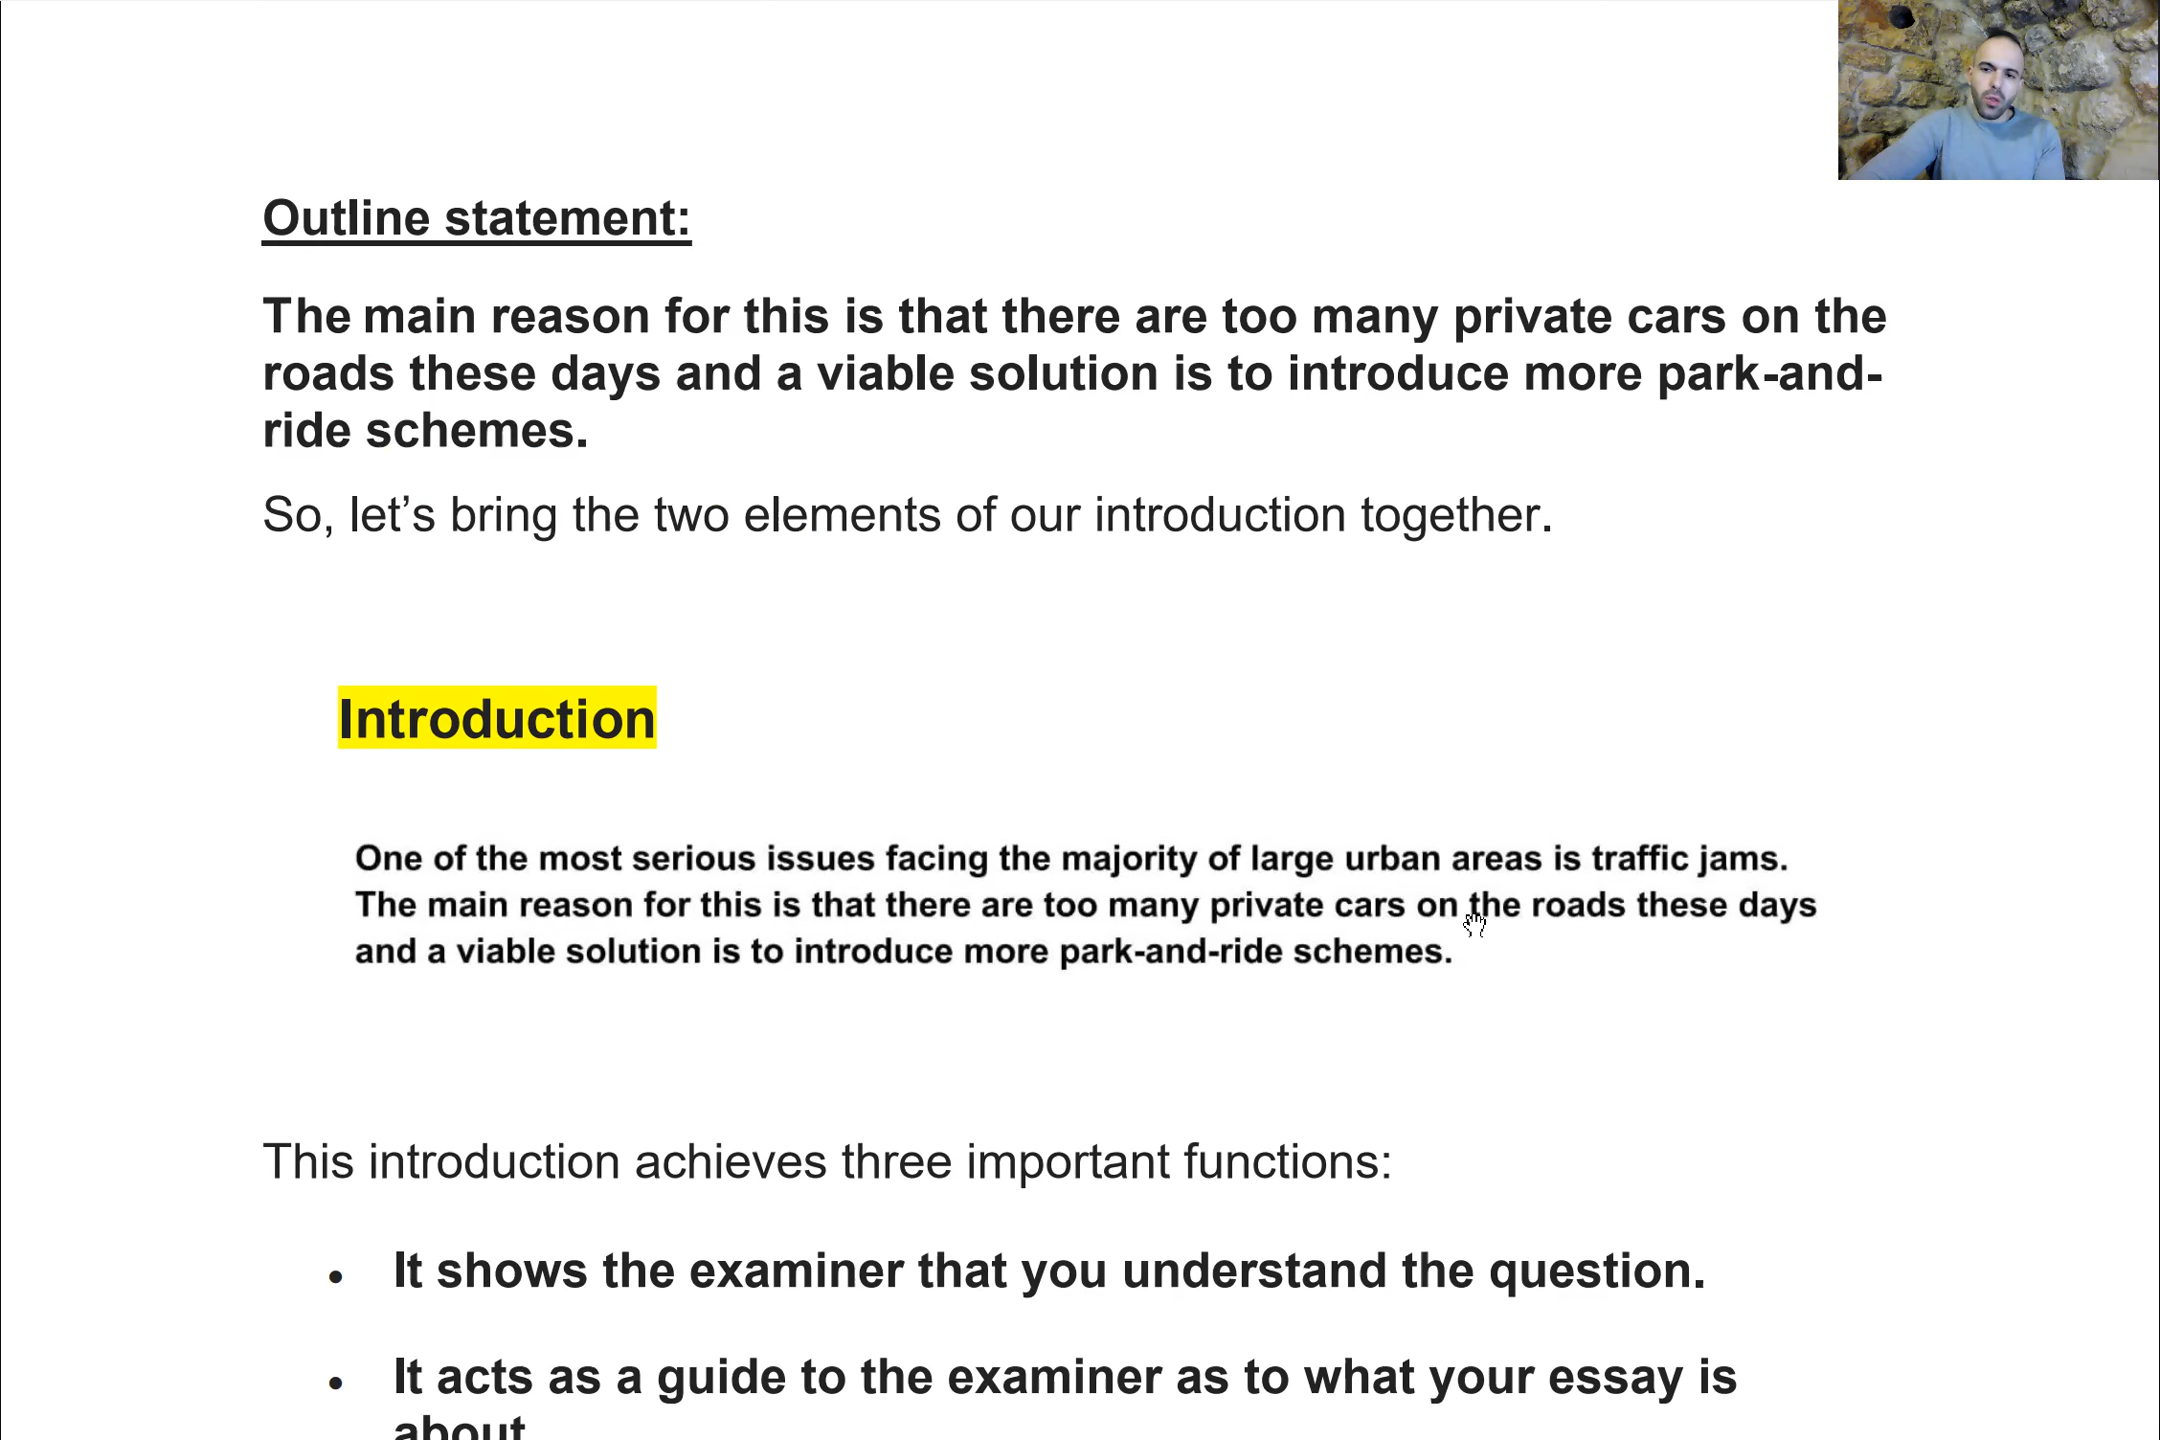 Outline statement:
The main reason for this is that there are too many private cars on the
roads these days and a viable solution is to introduce more park-and-
ride schemes.
So, let’s bring the two elements of our introduction together.
Introduction
One of the most serious issues facing the majority of large urban areas is traffic jams.
The main reason for this is that there are too many private cars on the roads these days
and a viable solution is to introduce more park-and-ride schemes.
This introduction achieves three important functions:
• It shows the examiner that you understand the question.
• It acts as a guide to the examiner as to what your essay is
about